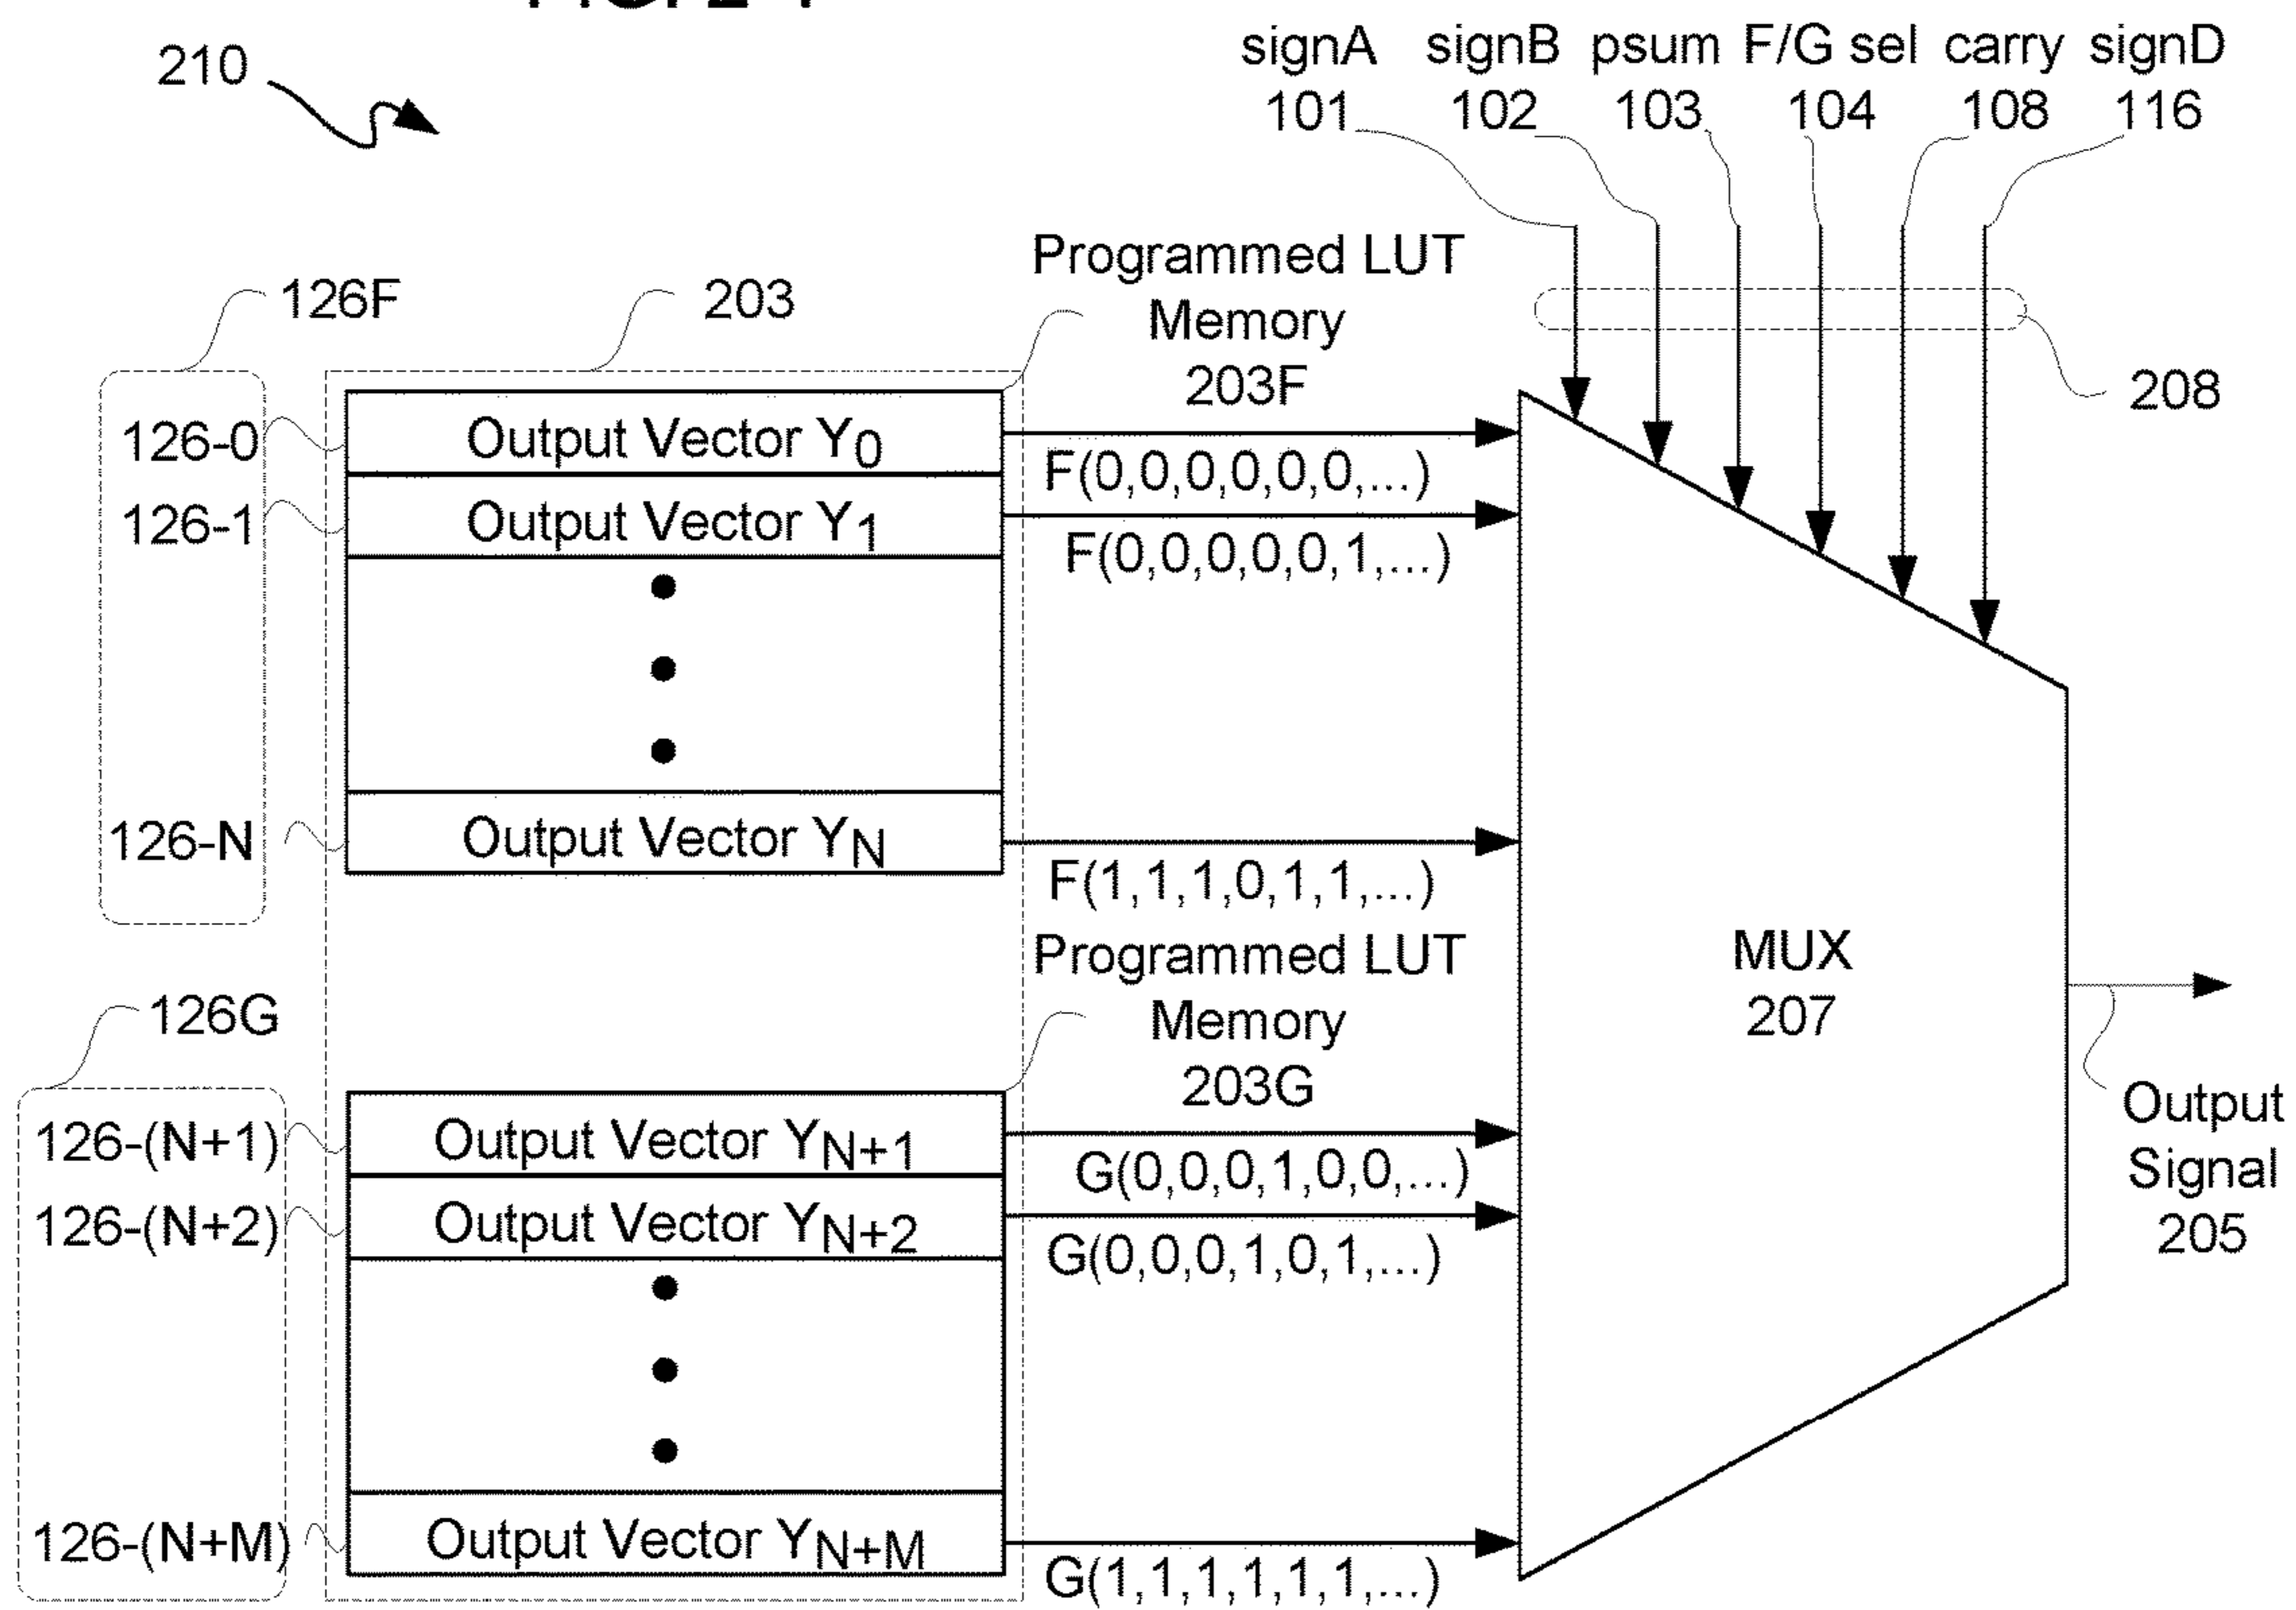 210
signA signB psum F/G sel carry signD
101 102 103 104 108 116
126F
203
Programmed LUT
Memory
203F
208
126-0
Output Vector Y0
F(0,0,0,0,0,0,...)
126-1
Output Vector Y1
F(0,0,0,0,0,1,...)
126-N
Output Vector YN
F(1,1,1,0,1,1,...)
Programmed LUT
Memory
203G
MUX
207
126G
126-(N+1)
Output Vector YN+1
G(0,0,0,1,0,0,...)
126-(N+2)
Output Vector YN+2
G(0,0,0,1,0,1,...)
Output
Signal
205
126-(N+M)
Output Vector YN+M
G(1,1,1,1,1,1,...)